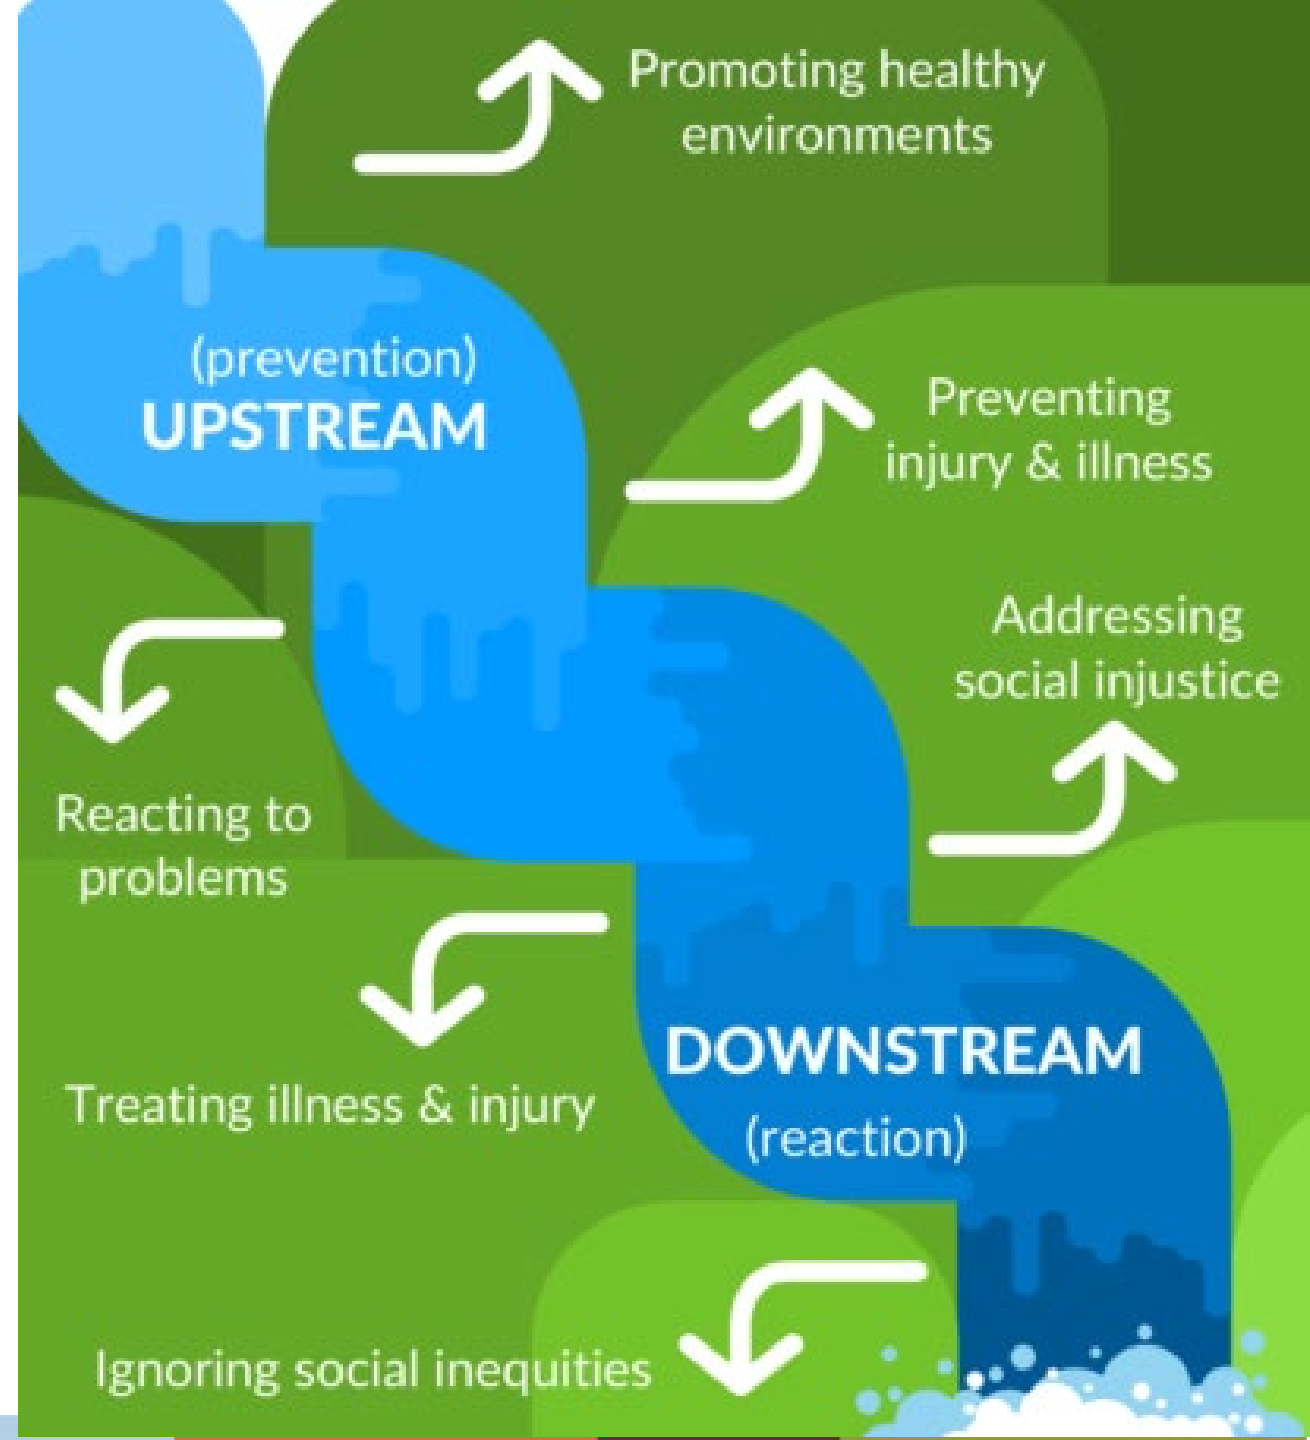 Promoting healthy
environments
(prevention)
UPSTREAM
Preventing
injury & illness
Addressing
social injustice
Reacting to
problems
Treating illness & injury
DOWNSTREAM
(reaction)
Ignoring social inequities